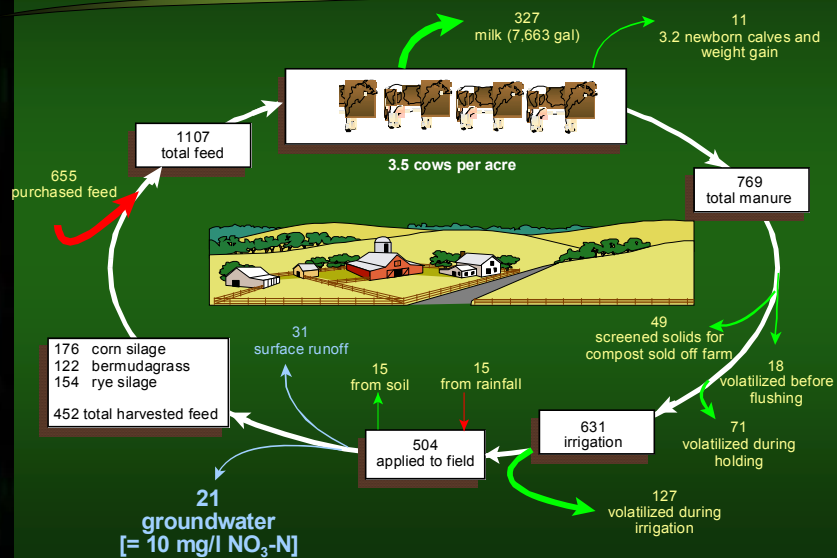 327
milk (7,663 gal)
11
3.2 newborn calves and
weight gain
1107
total feed
3.5 cows per acre
655
purchased feed
769
total manure
49
screened solids for
compost sold off farm
18
volatilized before
flushing
71
volatilized during
holding
631
irrigation
127
volatilized during
irrigation
15
from rainfall
15
from soil
504
applied to field
31
surface runoff
21
groundwater
[= 10 mg/l NO₃-N]
176 corn silage
122 bermudagrass
154 rye silage
452 total harvested feed